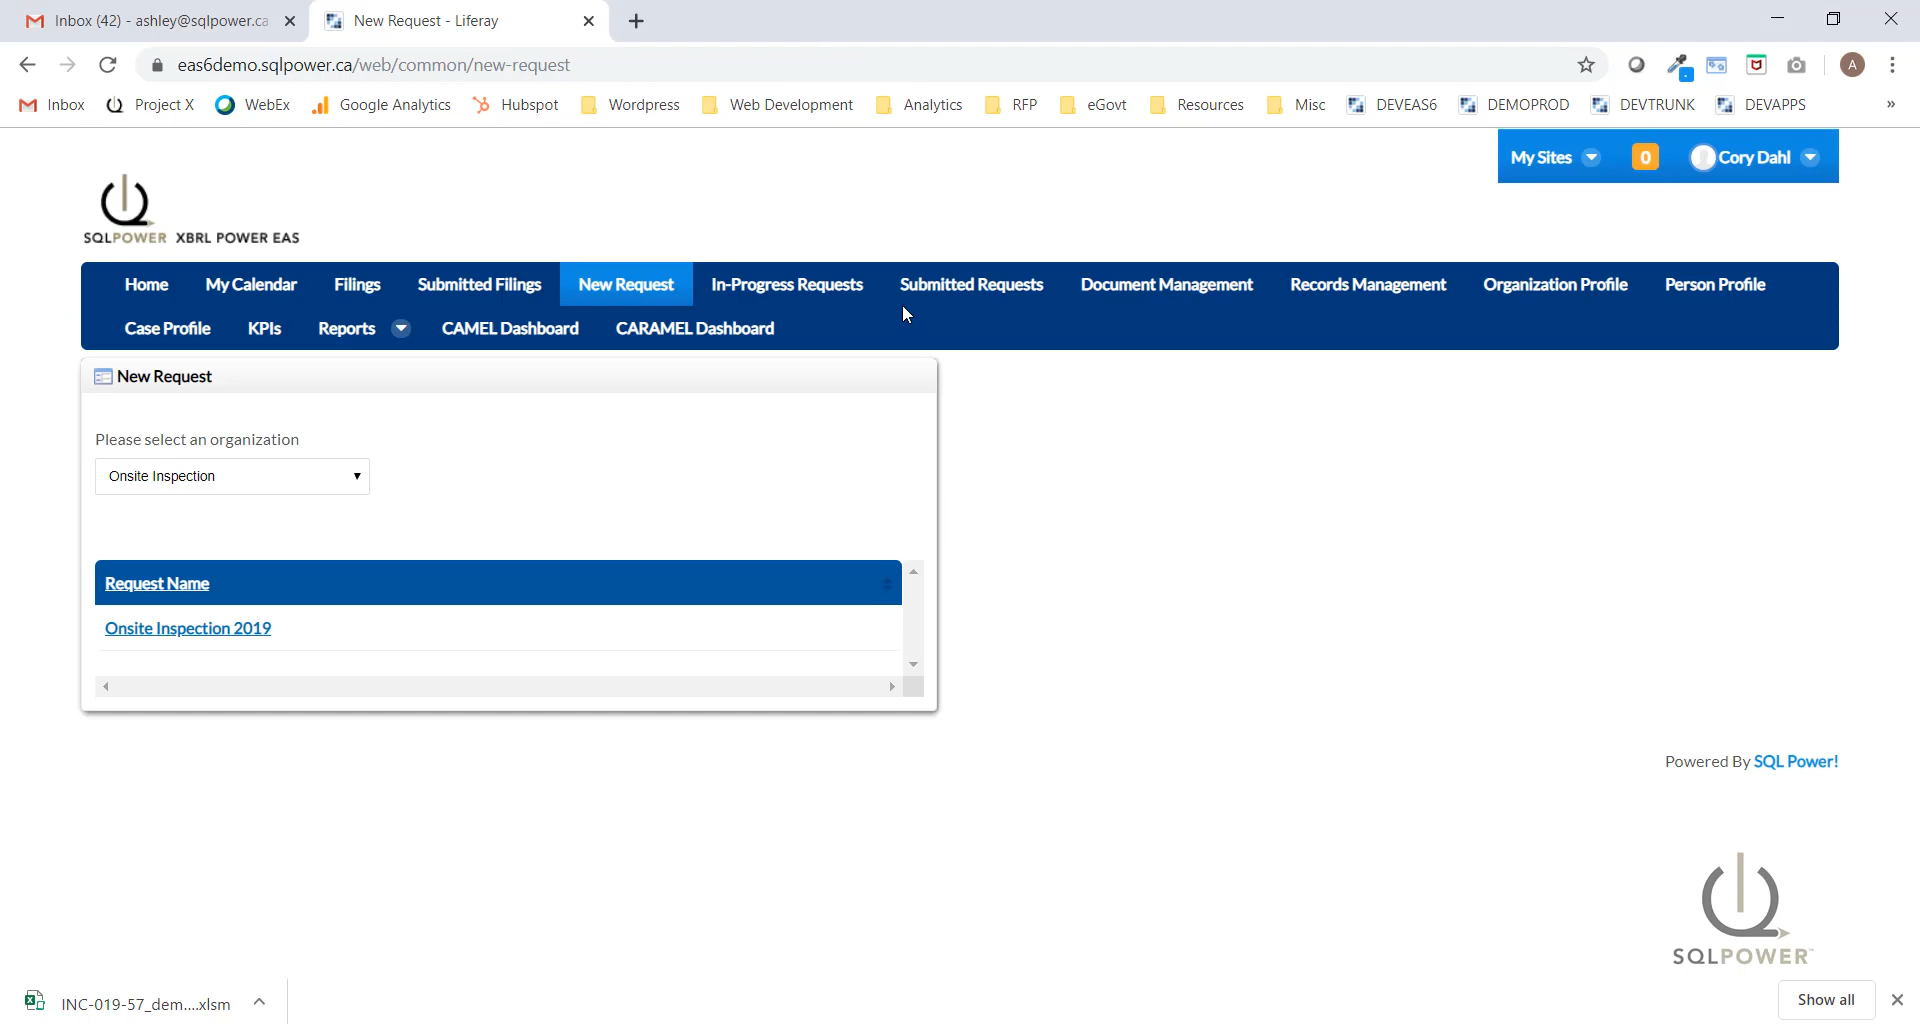 Inbox (42) - ashley@sqlpower.ca
New Request - Liferay
eas6demo.sqlpower.ca/web/common/new-request
A
Inbox
Project X
WebEx
Google Analytics
Hubspot
Wordpress
Web Development
Analytics
RFP
eGovt
Resources
Misc
DEVEAS6
DEMOPROD
DEVTRUNK
DEVAPPS
»
My Sites
0
Cory Dahl
SQLPOWER XBRL POWER EAS
Home
My Calendar
Filings
Submitted Filings
New Request
In-Progress Requests
Submitted Requests
Document Management
Records Management
Organization Profile
Person Profile
Case Profile
KPIs
Reports
CAMEL Dashboard
CARAMEL Dashboard
New Request
Please select an organization
Onsite Inspection
Request Name
Onsite Inspection 2019
Powered By SQL Power!
SQLPOWER™
INC-019-57_dem....xlsm
Show all